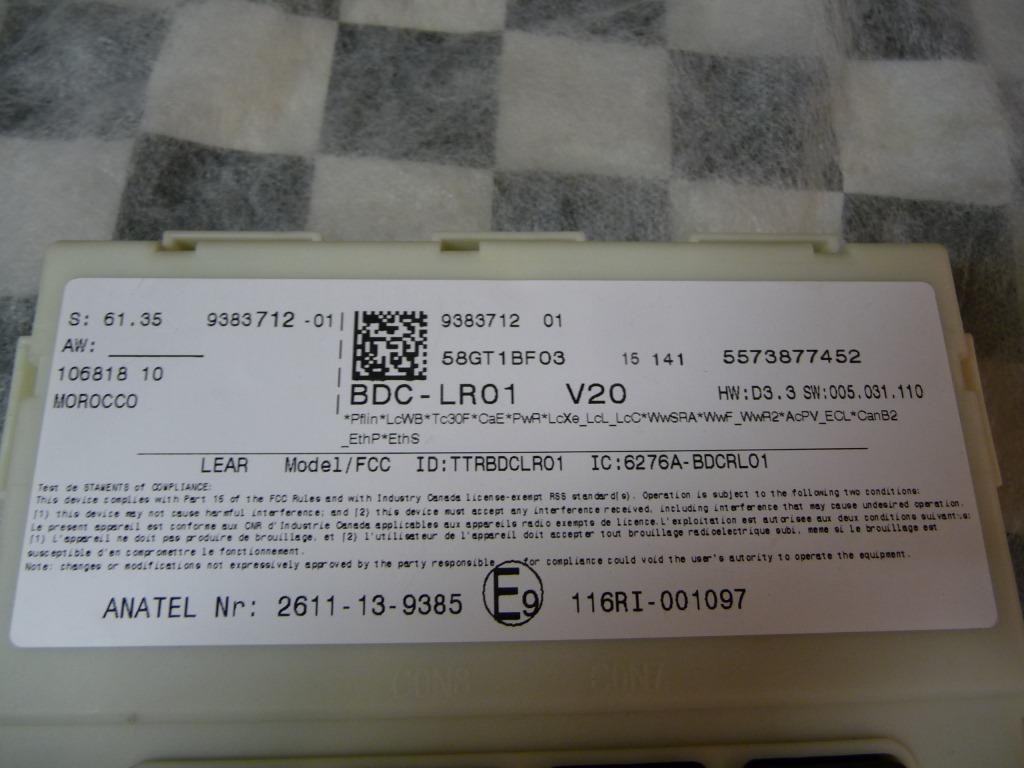 S: 61.35 9383712 -01| 9383712 01
AW:
58GT1BF03 15 141 5573877452
106818 10
BDC-LR01 V20 HW:D3.3 SW:005.031.110
MOROCCO
*Pflin*LcWB*Tc30F*CaE*PwR*LcXe_LcL_LcC*WwSRA*WwF_WwR2*AcPV_ECL*CanB2
_EthP*EthS
LEAR Model/FCC ID:TTRBDCLR01 IC:6276A-BDCRL01
Test de STAMENTS of COMPLIANCE:
This device complies with Part 15 of the FCC Rules and with Industry Canada license-exempt RSS standard(s). Operation is subject to the following two conditions:
[1) this device may not cause harmful interference; and [2) this device must accept any interference received, including interference that may cause undesired operation.
Le present appareil est conforme aux CNR d'Industrie Canada applicables aux appareils radio exempts de licence.L'exploitation est autorisee aux deux conditions suivantes:
[1) L'appareil ne doit pas produire de brouillage, et [2) l'utilisateur de l'appareil doit accepter tout brouillage radioelectrique subi, meme si le brouillage est
susceptible d'en compromettre le fonctionnement.
Note: changes or modifications not expressively approved by the party responsible for compliance could void the user's autority to operate the equipment.
ANATEL Nr: 2611-13-9385 E9 116RI-001097
CON8 CON7